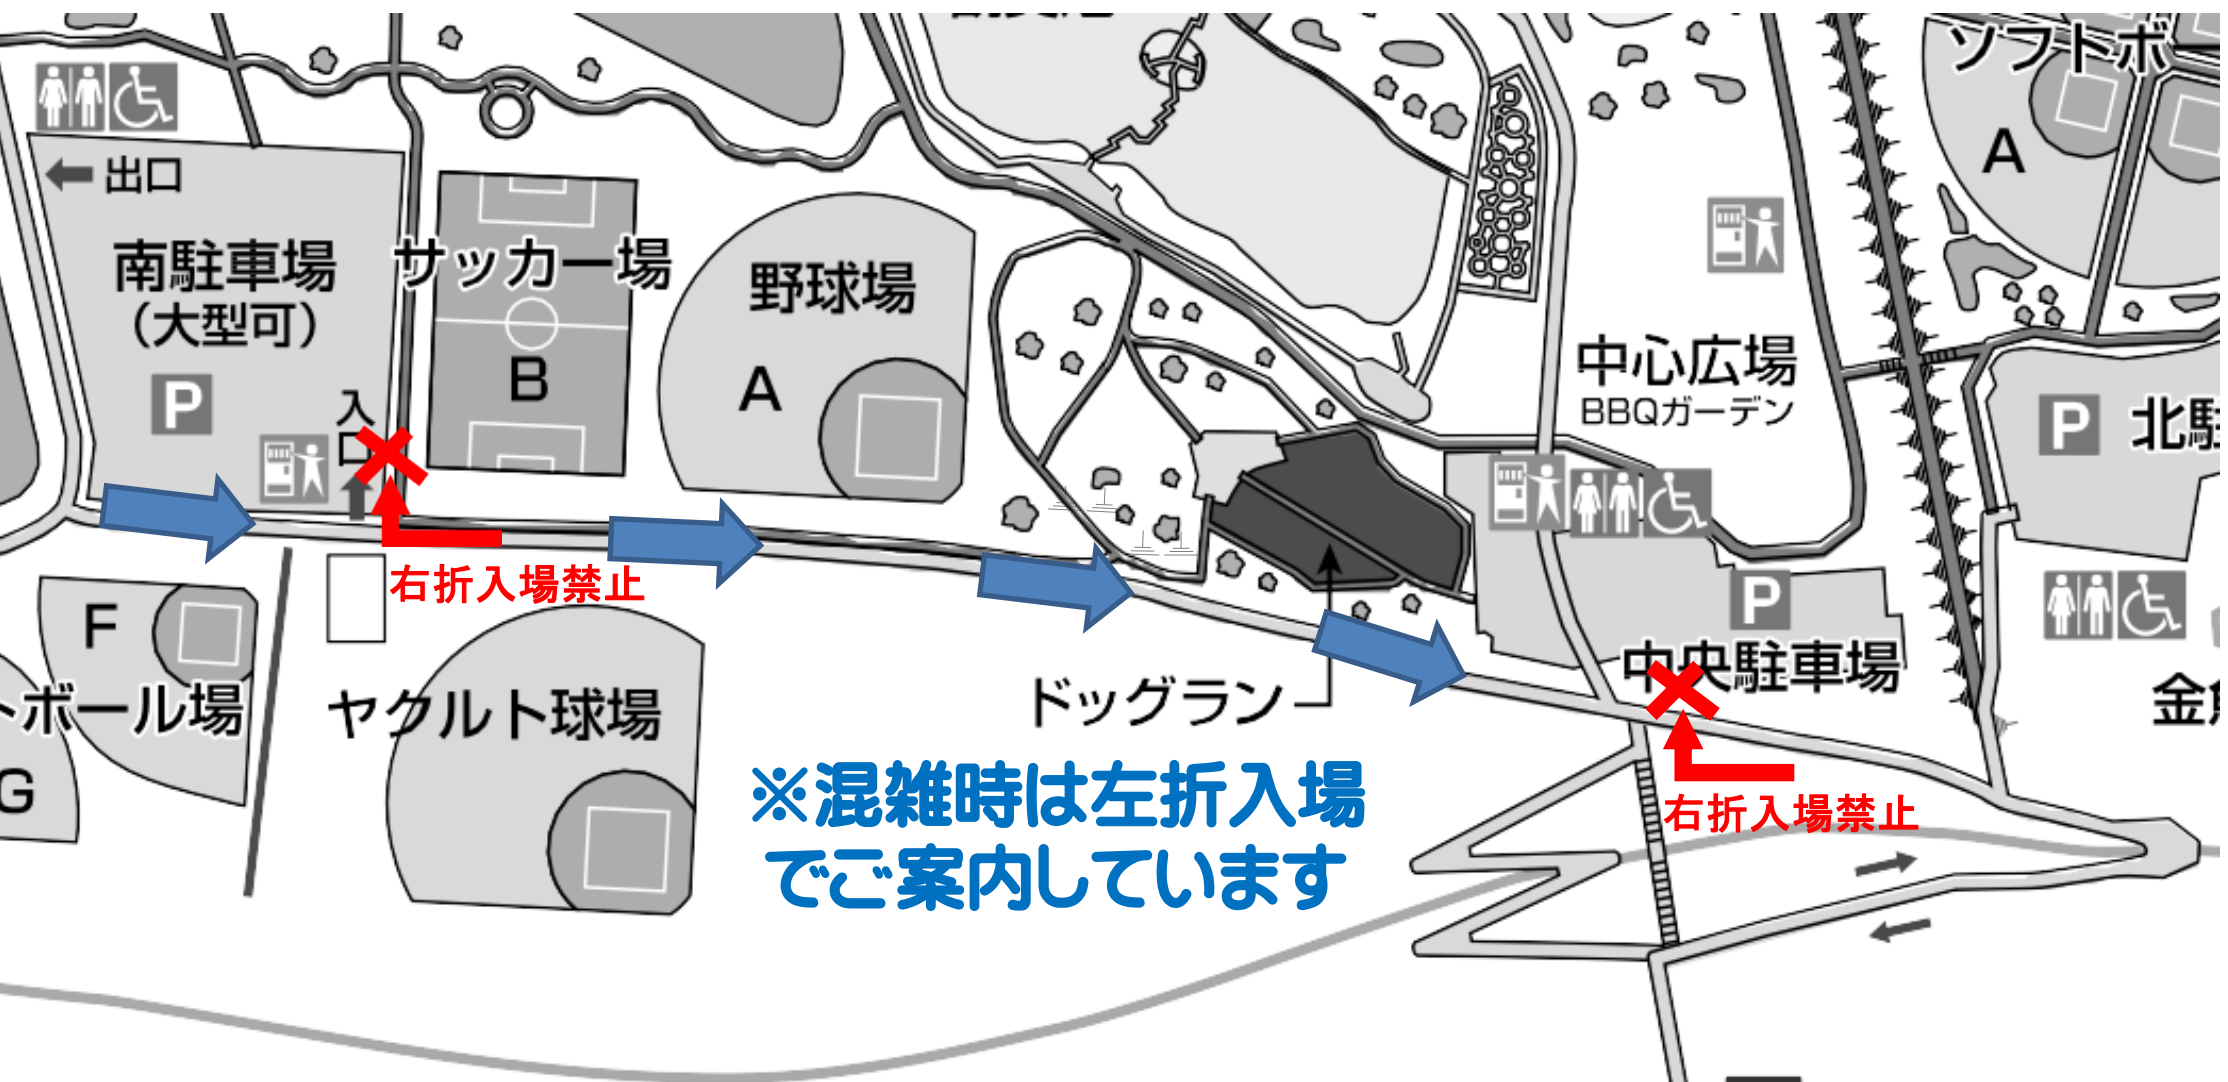 ソフトボ
A
出口
南駐車場
（大型可）
P
入口
サッカー場
B
野球場
A
中心広場
BBQガーデン
P
北駐
右折入場禁止
F
トボール場
G
ヤクルト球場
ドッグラン
P
中央駐車場
右折入場禁止
※混雑時は左折入場
でご案内しています